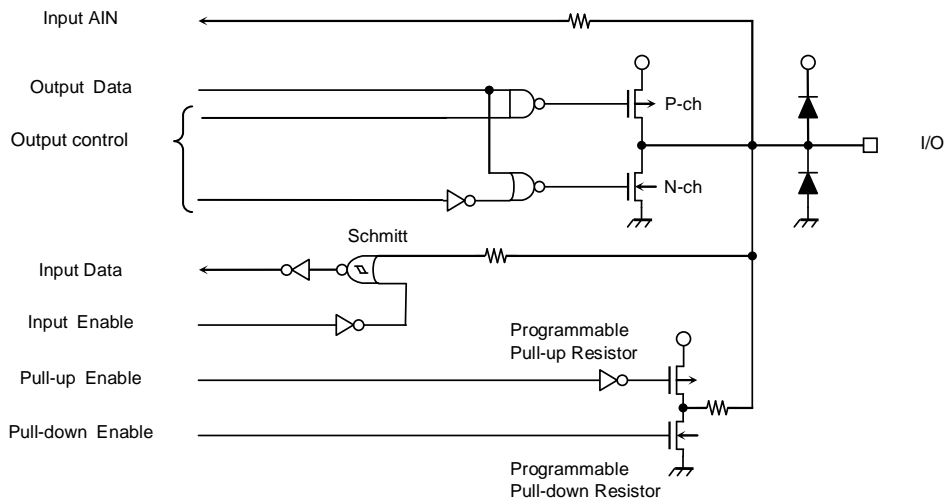 Input AIN
Output Data
P-ch
Output control
I/O
N-ch
Schmitt
Input Data
Input Enable
Programmable
Pull-up Resistor
Pull-up Enable
Pull-down Enable
Programmable
Pull-down Resistor